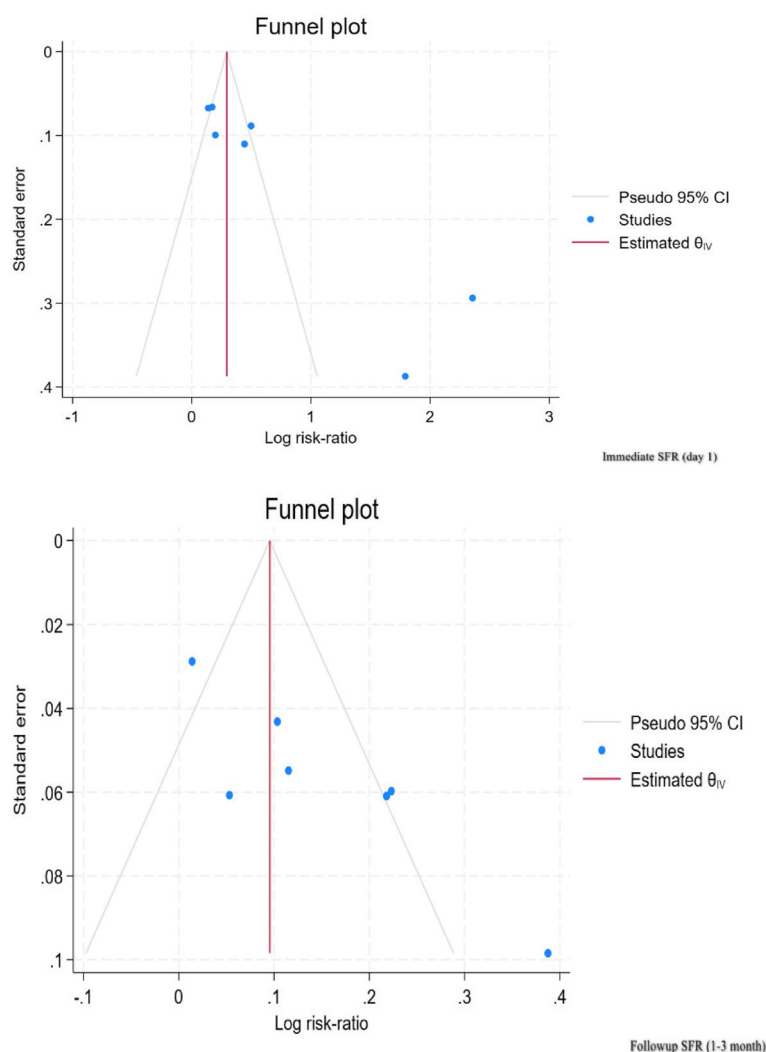 Funnel plot
0
.1
.2
.3
.4
Standard error
-1
0
1
2
3
Log risk-ratio
Pseudo 95% CI
Studies
Estimated θIV
Immediate SFR (day 1)
Funnel plot
0
.02
.04
.06
.08
.1
Standard error
-.1
0
.1
.2
.3
.4
Log risk-ratio
Pseudo 95% CI
Studies
Estimated θIV
Followup SFR (1-3 month)